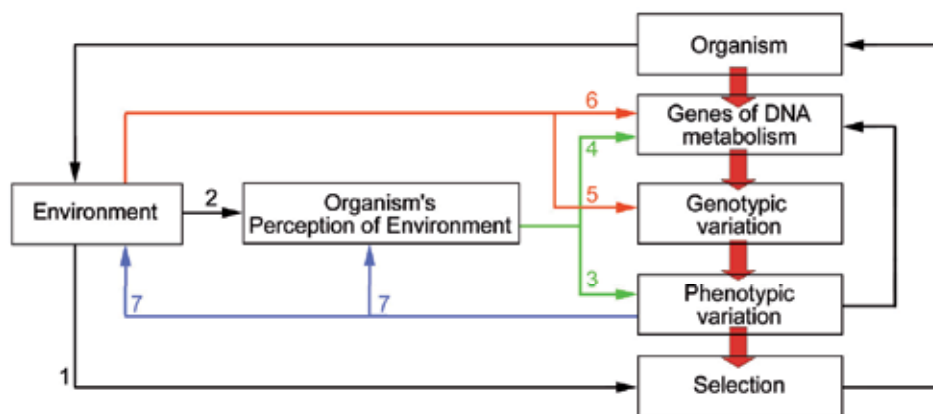 Organism
6
Genes of DNA
metabolism
4
Environment
2
Organism's
Perception of Environment
5
Genotypic
variation
3
Phenotypic
variation
7
7
1
Selection